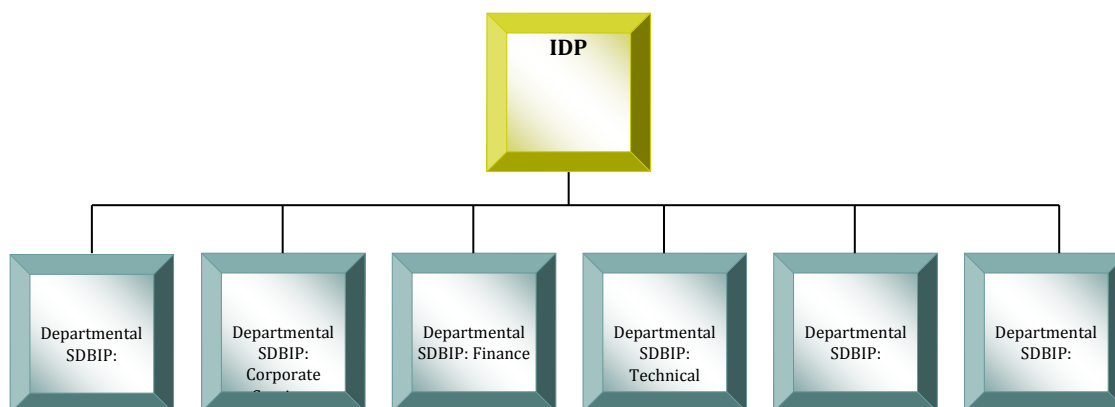 IDP
Departmental
SDBIP:
Departmental
SDBIP:
Corporate
Departmental
SDBIP: Finance
Departmental
SDBIP:
Technical
Departmental
SDBIP:
Departmental
SDBIP: